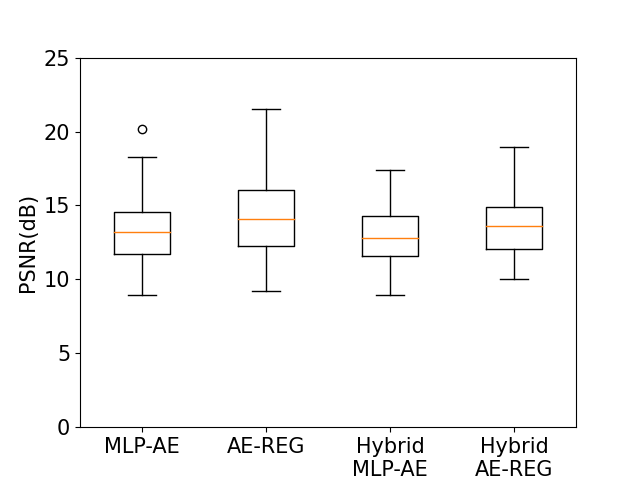 25
20
15
10
5
0
PSNR(dB)
MLP-AE
AE-REG
Hybrid
MLP-AE
Hybrid
AE-REG